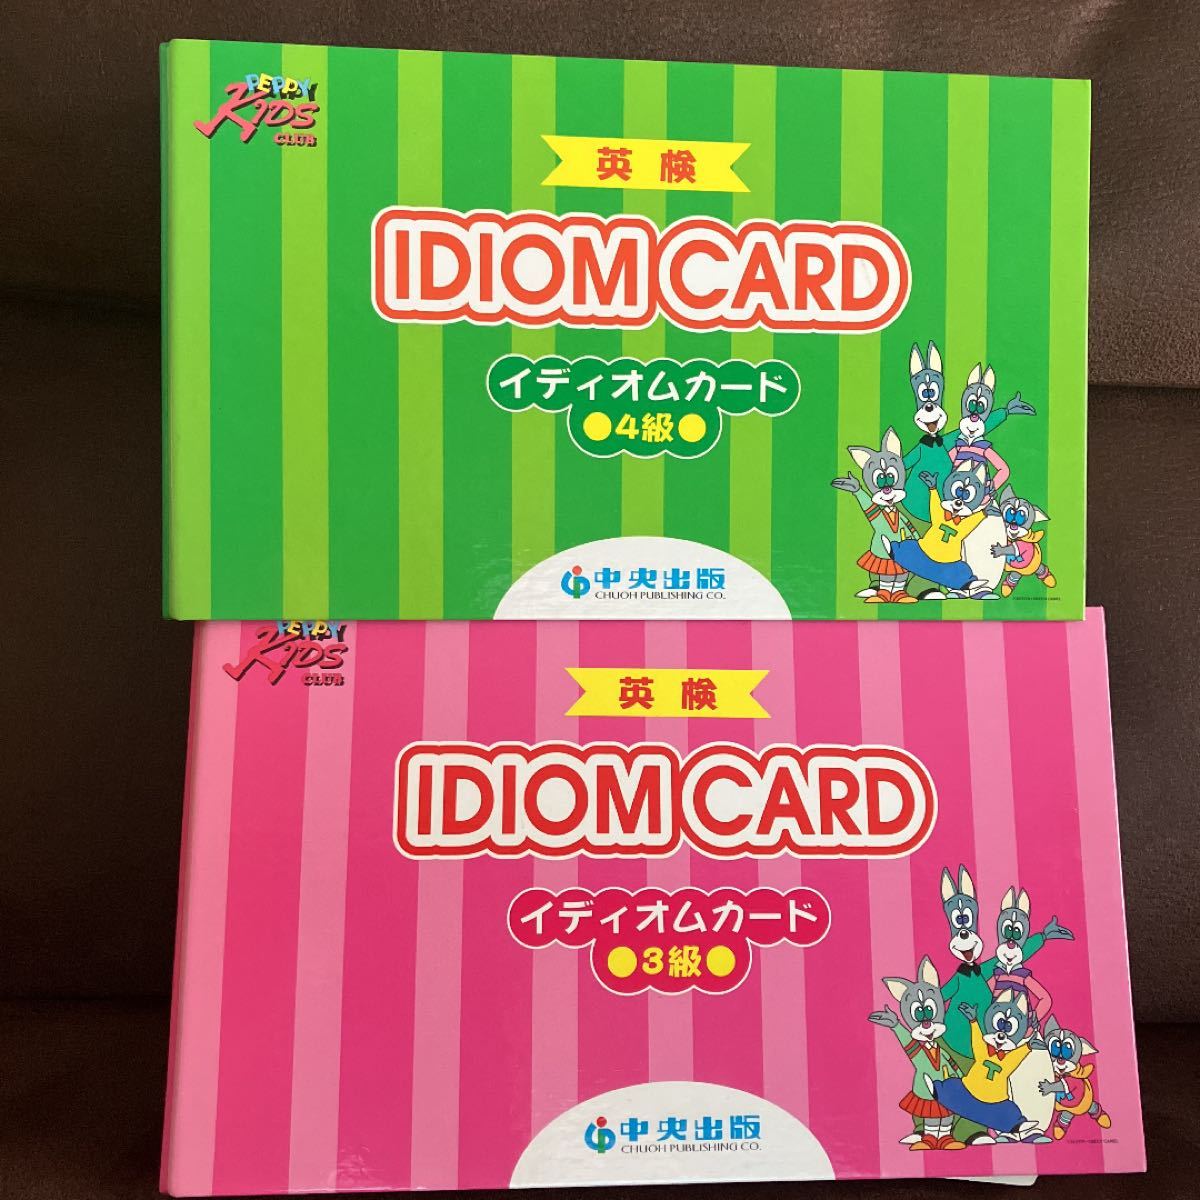 PEPPY
KIDS
CLUB
英検
IDIOM CARD
イディオムカード
●4級●
中央出版
CHUOH PUBLISHING CO.
T
PEPPY
KIDS
CLUB
英検
IDIOM CARD
イディオムカード
●3級●
中央出版
CHUOH PUBLISHING CO.
T